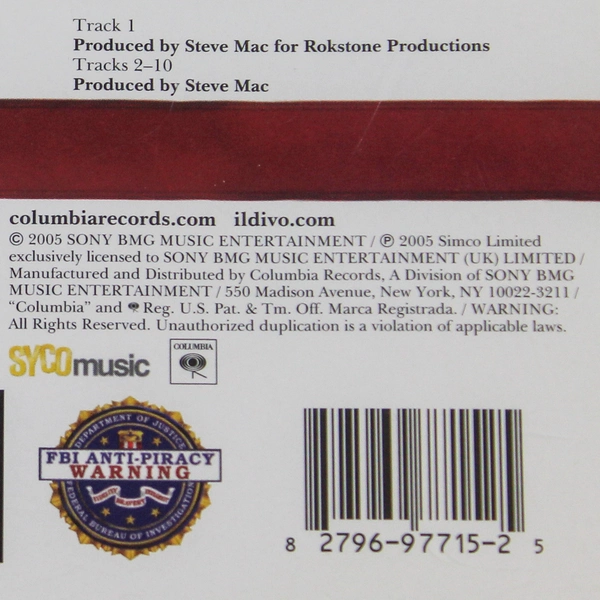 Track 1
Produced by Steve Mac for Rokstone Productions
Tracks 2–10
Produced by Steve Mac
columbiarecords.com ildivo.com
© 2005 SONY BMG MUSIC ENTERTAINMENT / ℗ 2005 Simco Limited
exclusively licensed to SONY BMG MUSIC ENTERTAINMENT (UK) LIMITED /
Manufactured and Distributed by Columbia Records, A Division of SONY BMG
MUSIC ENTERTAINMENT / 550 Madison Avenue, New York, NY 10022-3211 /
“Columbia” and Reg. U.S. Pat. & Tm. Off. Marca Registrada. / WARNING:
All Rights Reserved. Unauthorized duplication is a violation of applicable laws.
SYCOmusic
COLUMBIA
DEPARTMENT OF JUSTICE
FBI ANTI-PIRACY
WARNING
FIDELITY BRAVERY INTEGRITY
FEDERAL BUREAU OF INVESTIGATION
8 2796-97715-2 5